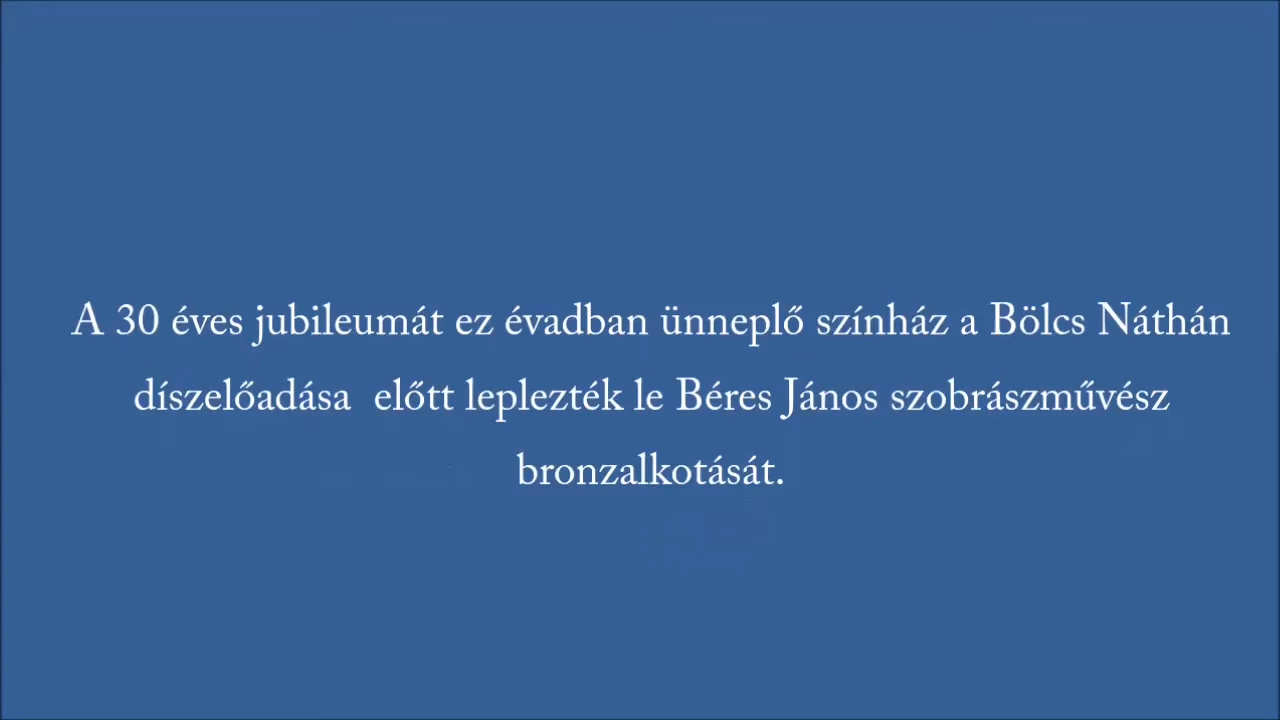 A 30 éves jubileumát ez évadban ünneplő színház a Bölcs Náthán
díszelőadása  előtt leplezték le Béres János szobrászművész
bronzalkotását.